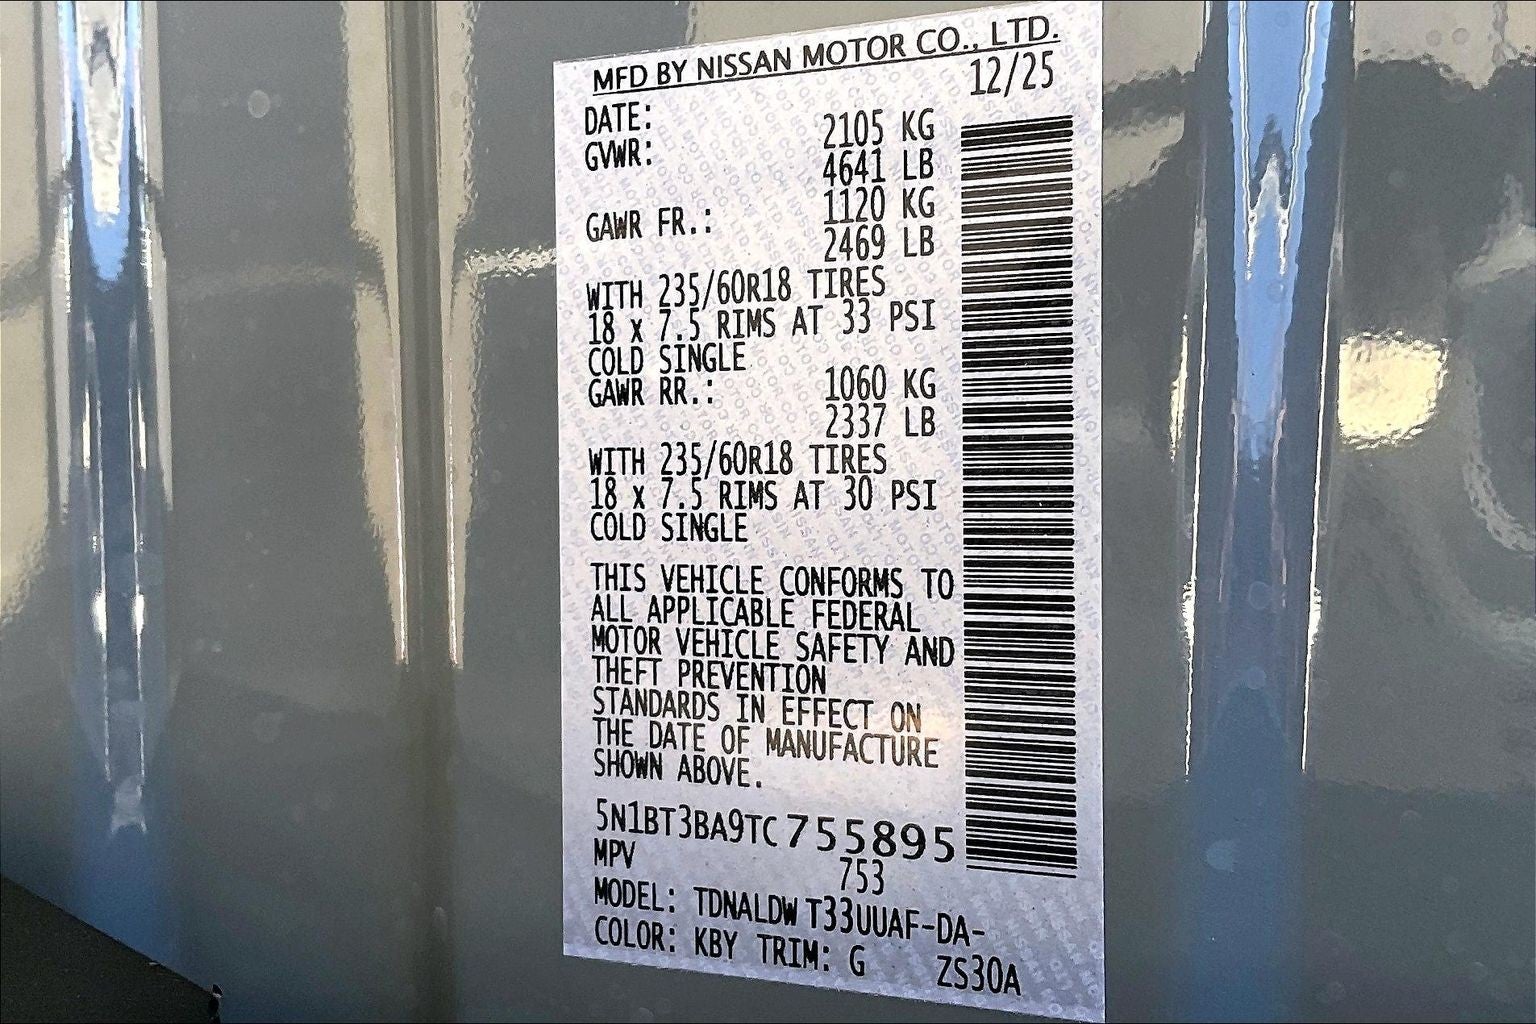 MFD BY NISSAN MOTOR CO., LTD.
DATE: 12/25
GVWR: 2105 KG
4641 LB
GAWR FR.: 1120 KG
2469 LB
WITH 235/60R18 TIRES
18 x 7.5 RIMS AT 33 PSI
COLD SINGLE
GAWR RR.: 1060 KG
2337 LB
WITH 235/60R18 TIRES
18 x 7.5 RIMS AT 30 PSI
COLD SINGLE
THIS VEHICLE CONFORMS TO
ALL APPLICABLE FEDERAL
MOTOR VEHICLE SAFETY AND
THEFT PREVENTION
STANDARDS IN EFFECT ON
THE DATE OF MANUFACTURE
SHOWN ABOVE.
5N1BT3BA9TC755895
MPV 753
MODEL: TDNALDWT33UUAF-DA-
COLOR: KBY TRIM: G ZS30A